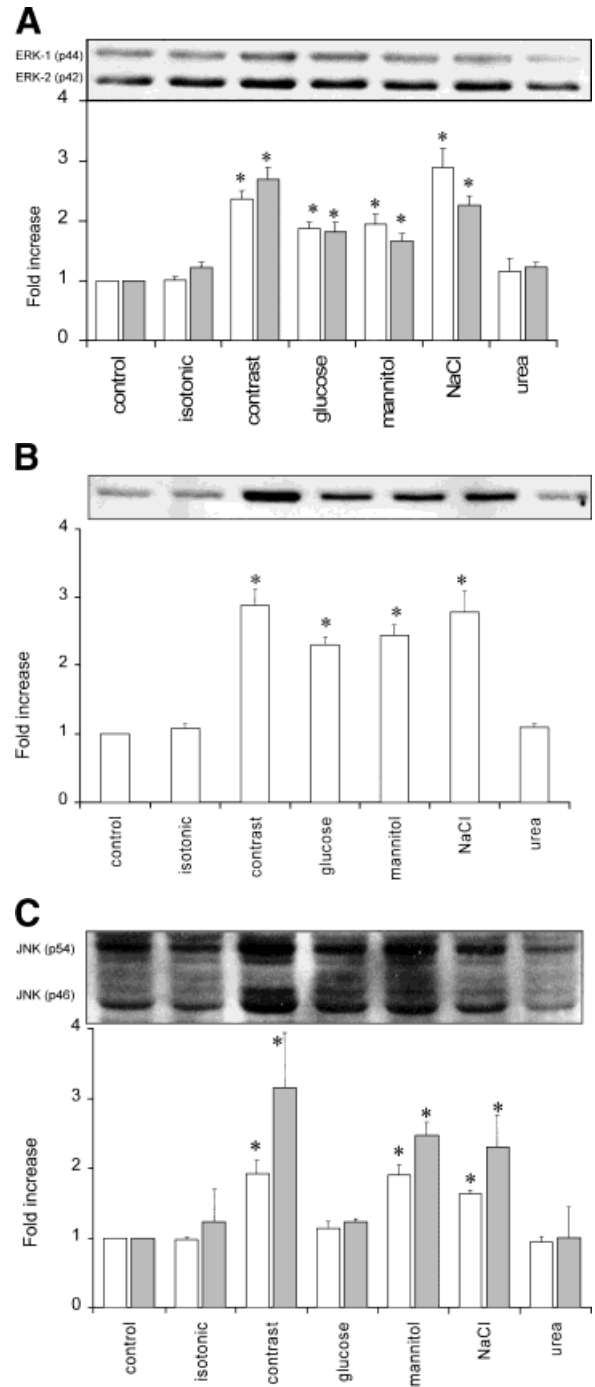 A
ERK-1 (p44)
ERK-2 (p42)
4
3
2
1
0
Fold increase
* * * * * * * *
control isotonic contrast glucose mannitol NaCl urea
B
4
3
2
1
0
Fold increase
* * * *
control isotonic contrast glucose mannitol NaCl urea
C
JNK (p54)
JNK (p46)
4
3
2
1
0
Fold increase
* * * * * *
control isotonic contrast glucose mannitol NaCl urea